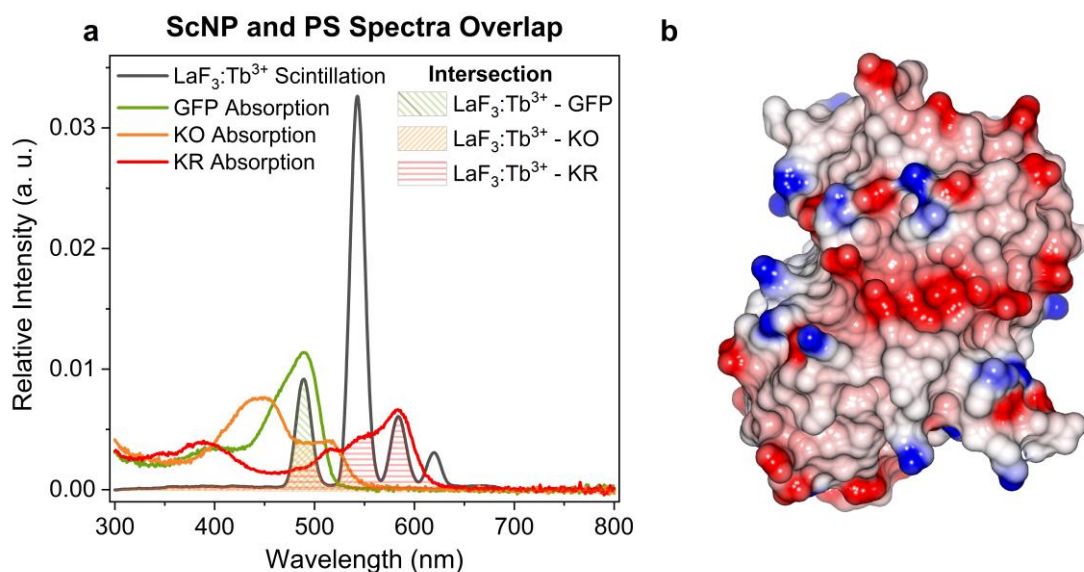 a
ScNP and PS Spectra Overlap
b
LaF₃:Tb³⁺ Scintillation
GFP Absorption
KO Absorption
KR Absorption
Intersection
LaF₃:Tb³⁺ - GFP
LaF₃:Tb³⁺ - KO
LaF₃:Tb³⁺ - KR
Relative Intensity (a. u.)
0.03
0.02
0.01
0.00
300 400 500 600 700 800
Wavelength (nm)